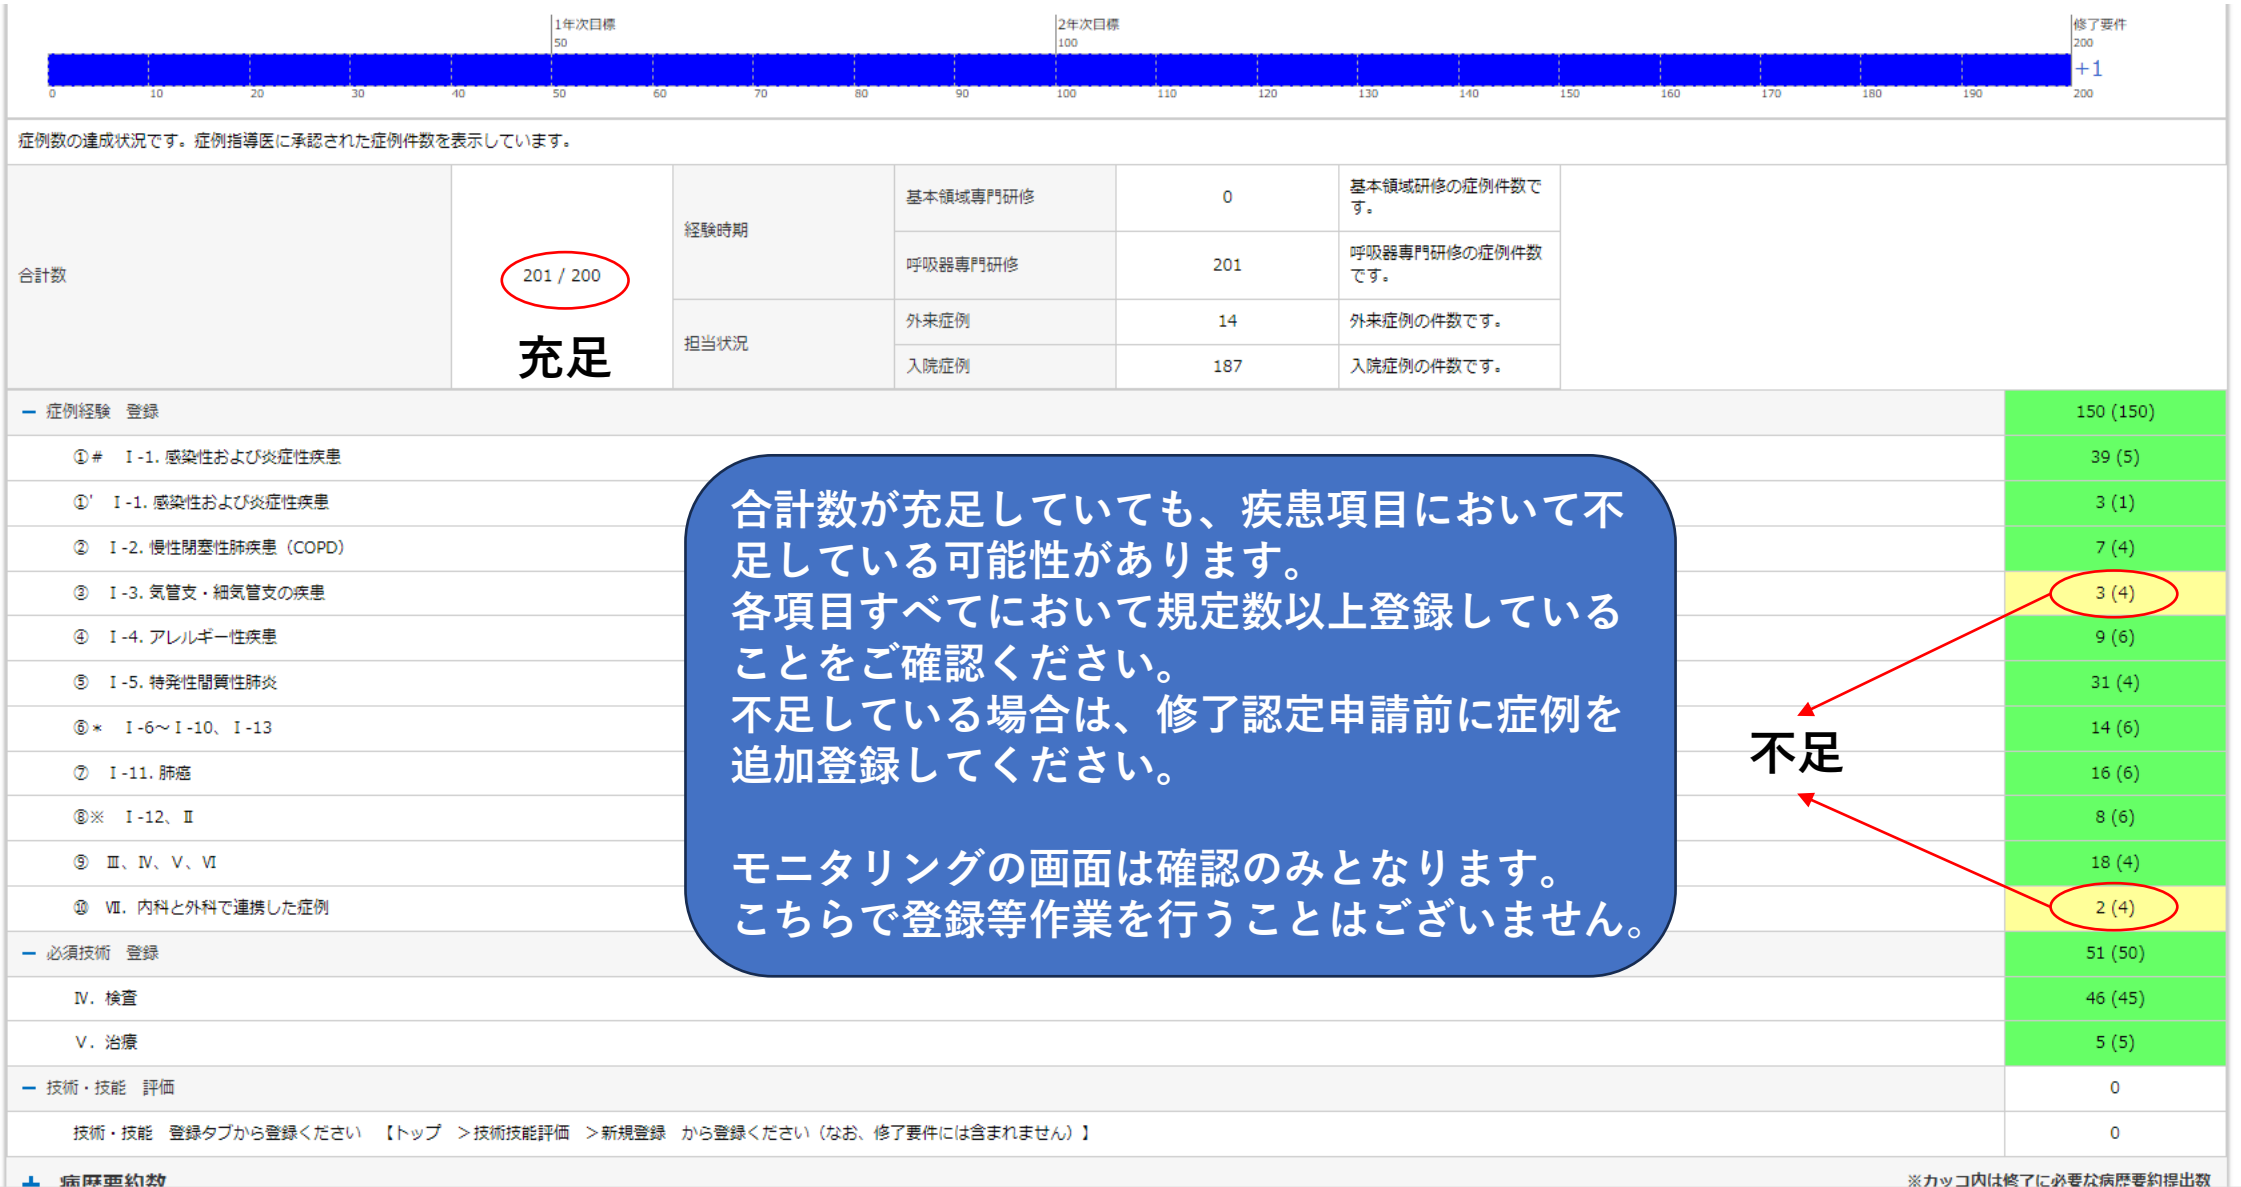 1年次目標
50
2年次目標
100
修了要件
200
+1
0 10 20 30 40 50 60 70 80 90 100 110 120 130 140 150 160 170 180 190 200
症例数の達成状況です。症例指導医に承認された症例件数を表示しています。
合計数
201 / 200
充足
経験時期
基本領域専門研修
0
基本領域研修の症例件数で
す。
呼吸器専門研修
201
呼吸器専門研修の症例件数
です。
担当状況
外来症例
14
外来症例の件数です。
入院症例
187
入院症例の件数です。
− 症例経験 登録 150 (150)
①# Ⅰ-1. 感染性および炎症性疾患 39 (5)
①' Ⅰ-1. 感染性および炎症性疾患 3 (1)
② Ⅰ-2. 慢性閉塞性肺疾患(COPD) 7 (4)
③ Ⅰ-3. 気管支・細気管支の疾患 3 (4)
④ Ⅰ-4. アレルギー性疾患 9 (6)
⑤ Ⅰ-5. 特発性間質性肺炎 31 (4)
⑥* Ⅰ-6~Ⅰ-10、Ⅰ-13 14 (6)
⑦ Ⅰ-11. 肺癌 16 (6)
⑧※ Ⅰ-12、Ⅱ 8 (6)
⑨ Ⅲ、Ⅳ、Ⅴ、Ⅵ 18 (4)
⑩ Ⅶ. 内科と外科で連携した症例 2 (4)
合計数が充足していても、疾患項目において不
足している可能性があります。
各項目すべてにおいて規定数以上登録している
ことをご確認ください。
不足している場合は、修了認定申請前に症例を
追加登録してください。
モニタリングの画面は確認のみとなります。
こちらで登録等作業を行うことはございません。
不足
− 必須技術 登録 51 (50)
Ⅳ. 検査 46 (45)
Ⅴ. 治療 5 (5)
− 技術・技能 評価 0
技術・技能 登録タブから登録ください 【トップ >技術技能評価 >新規登録 から登録ください(なお、修了要件には含まれません)】 0
+ 病歴要約数 ※カッコ内は修了に必要な病歴要約提出数